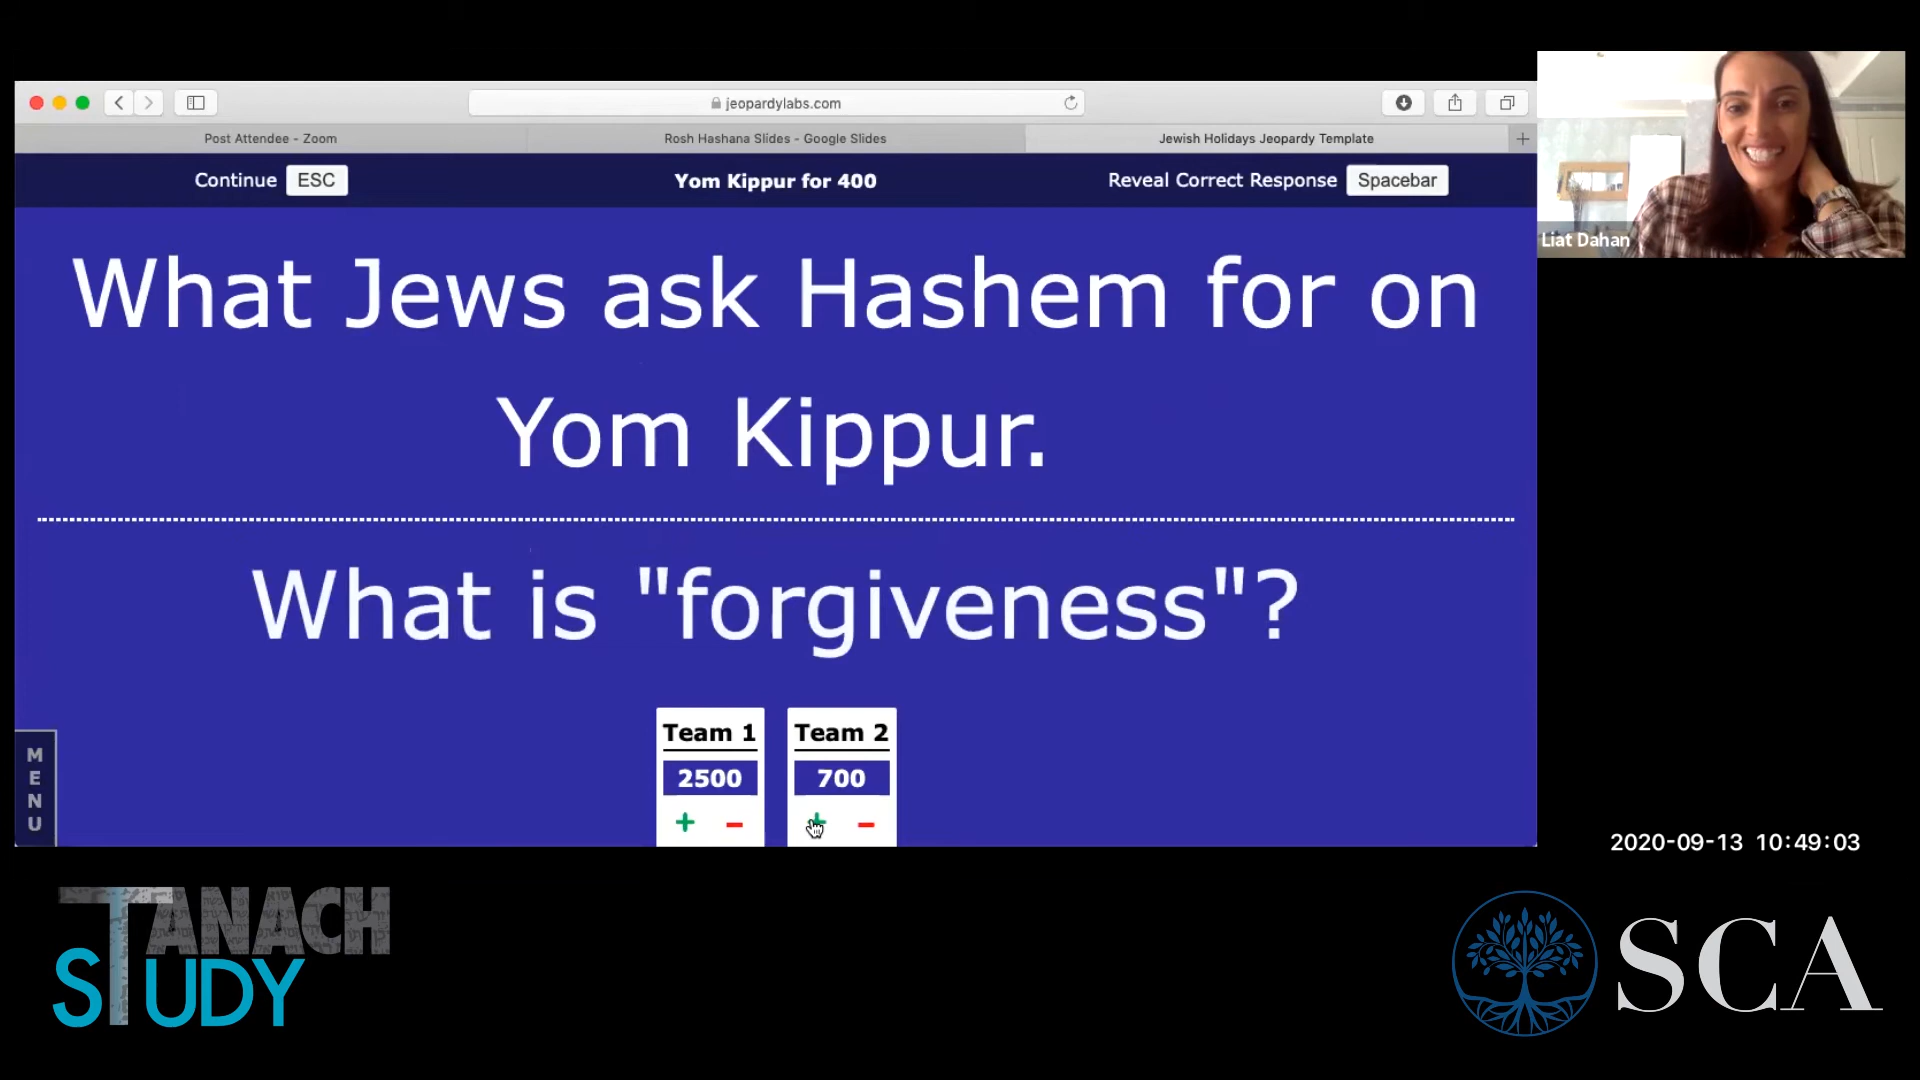 jeopardylabs.com
Post Attendee - Zoom
Rosh Hashana Slides - Google Slides
Jewish Holidays Jeopardy Template
Continue ESC
Yom Kippur for 400
Reveal Correct Response Spacebar
Liat Dahan
What Jews ask Hashem for on
Yom Kippur.
What is "forgiveness"?
Team 1
2500
+ −
Team 2
700
+ −
MENU
2020-09-13 10:49:03
TANACH
STUDY
SCA